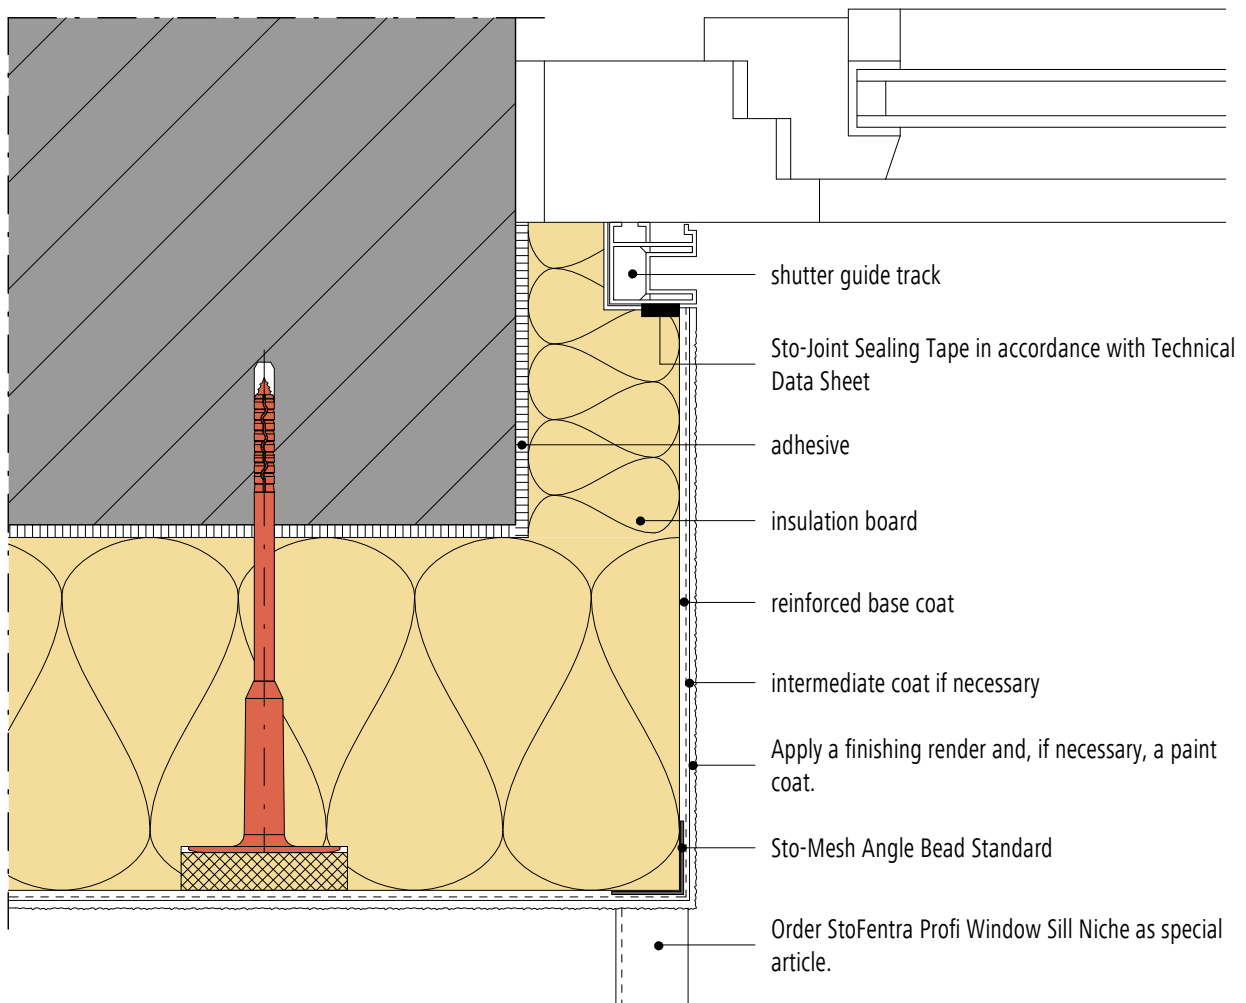 shutter guide track
Sto-Joint Sealing Tape in accordance with Technical
Data Sheet
adhesive
insulation board
reinforced base coat
intermediate coat if necessary
Apply a finishing render and, if necessary, a paint
coat.
Sto-Mesh Angle Bead Standard
Order StoFentra Profi Window Sill Niche as special
article.